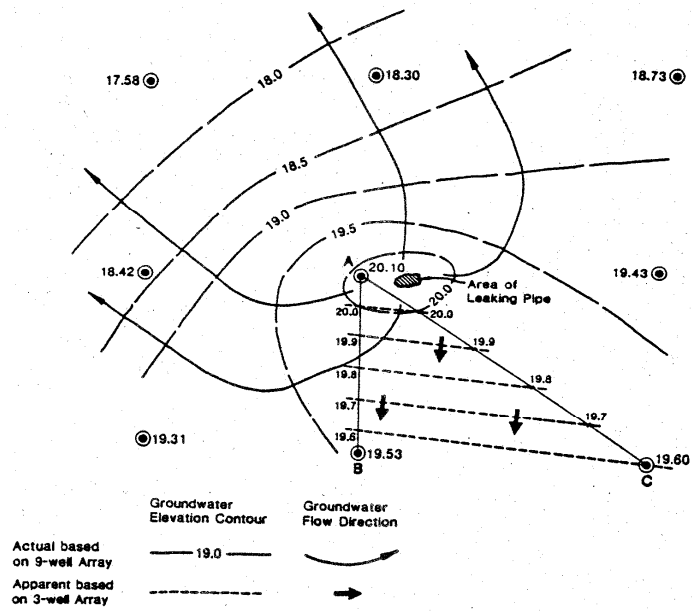 18.0
17.58
18.30
18.73
18.5
19.0
19.5
A
20.10
18.42
19.43
20.0
Area of
Leaking Pipe
20.0
20.0
19.9
19.9
19.8
19.8
19.7
19.7
19.6
19.31
B
19.53
19.60
C
Groundwater
Elevation Contour
Groundwater
Flow Direction
Actual based
on 9-well Array
19.0
Apparent based
on 3-well Array